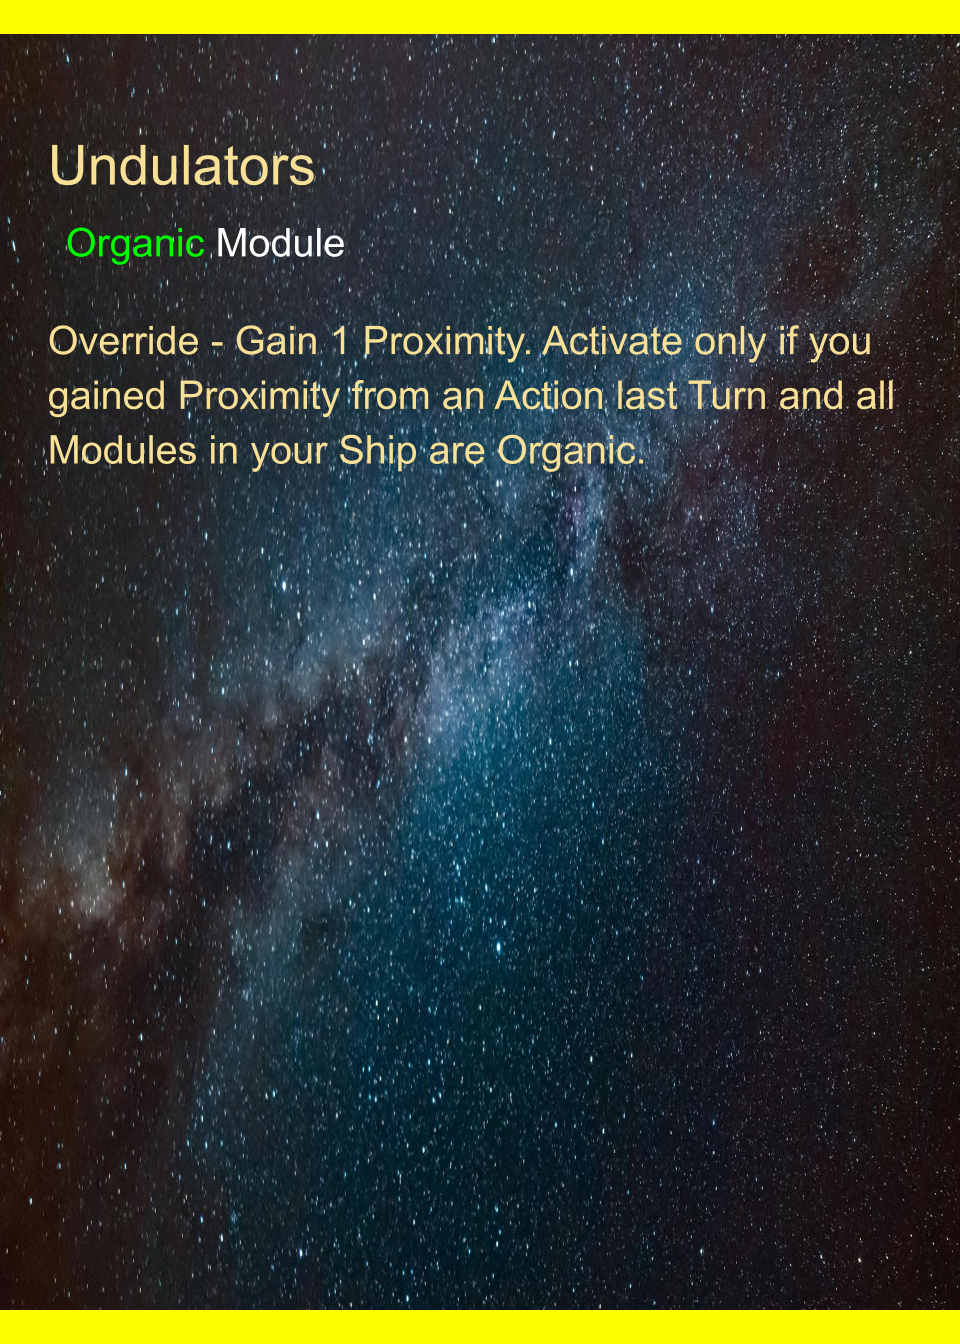 Undulators
Organic Module
Override - Gain 1 Proximity. Activate only if you
gained Proximity from an Action last Turn and all
Modules in your Ship are Organic.